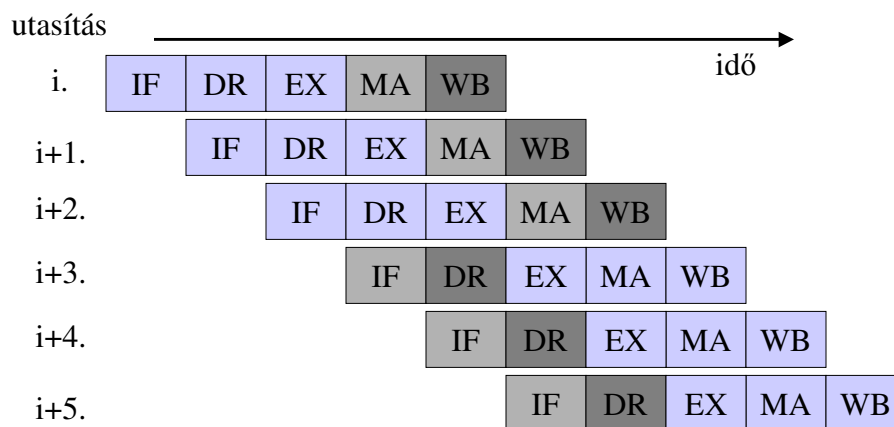 utasítás
idő
i. IF DR EX MA WB
i+1. IF DR EX MA WB
i+2. IF DR EX MA WB
i+3. IF DR EX MA WB
i+4. IF DR EX MA WB
i+5. IF DR EX MA WB